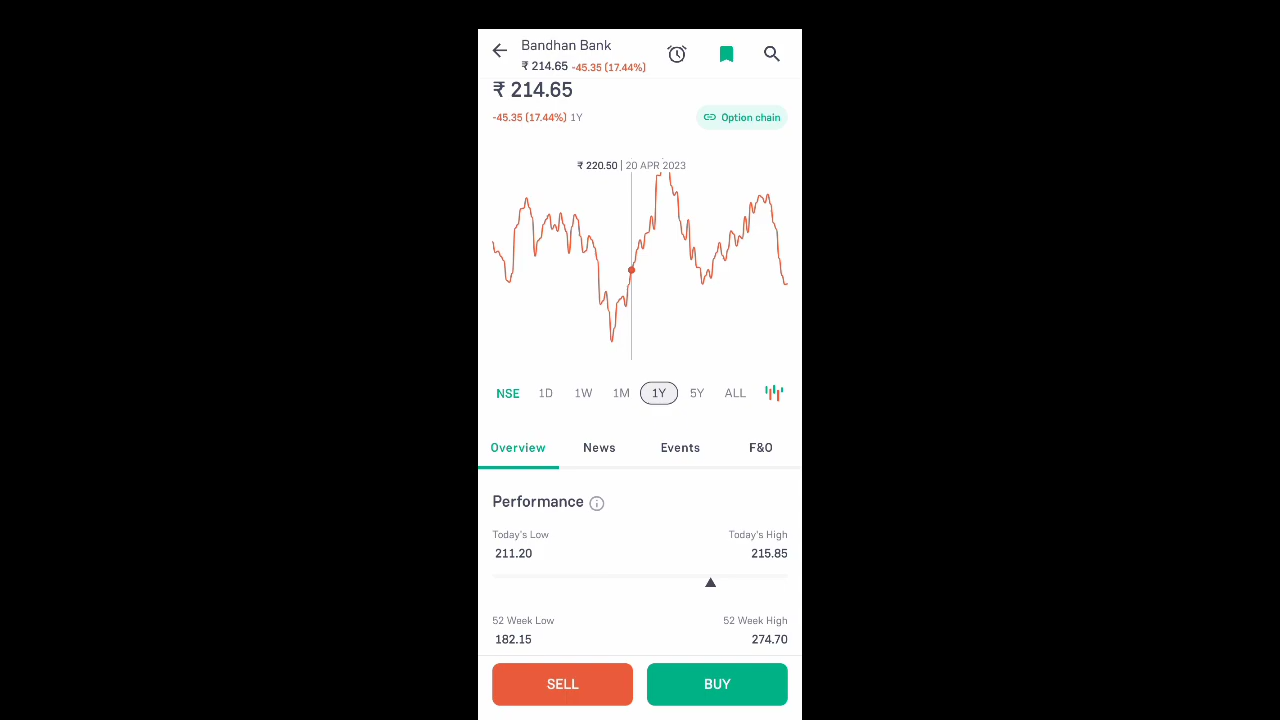 Bandhan Bank
₹ 214.65 -45.35 (17.44%)
₹ 214.65
-45.35 (17.44%) 1Y
Option chain
₹ 220.50 | 20 APR 2023
NSE 1D 1W 1M 1Y 5Y ALL
Overview News Events F&O
Performance
Today's Low Today's High
211.20 215.85
52 Week Low 52 Week High
182.15 274.70
SELL BUY